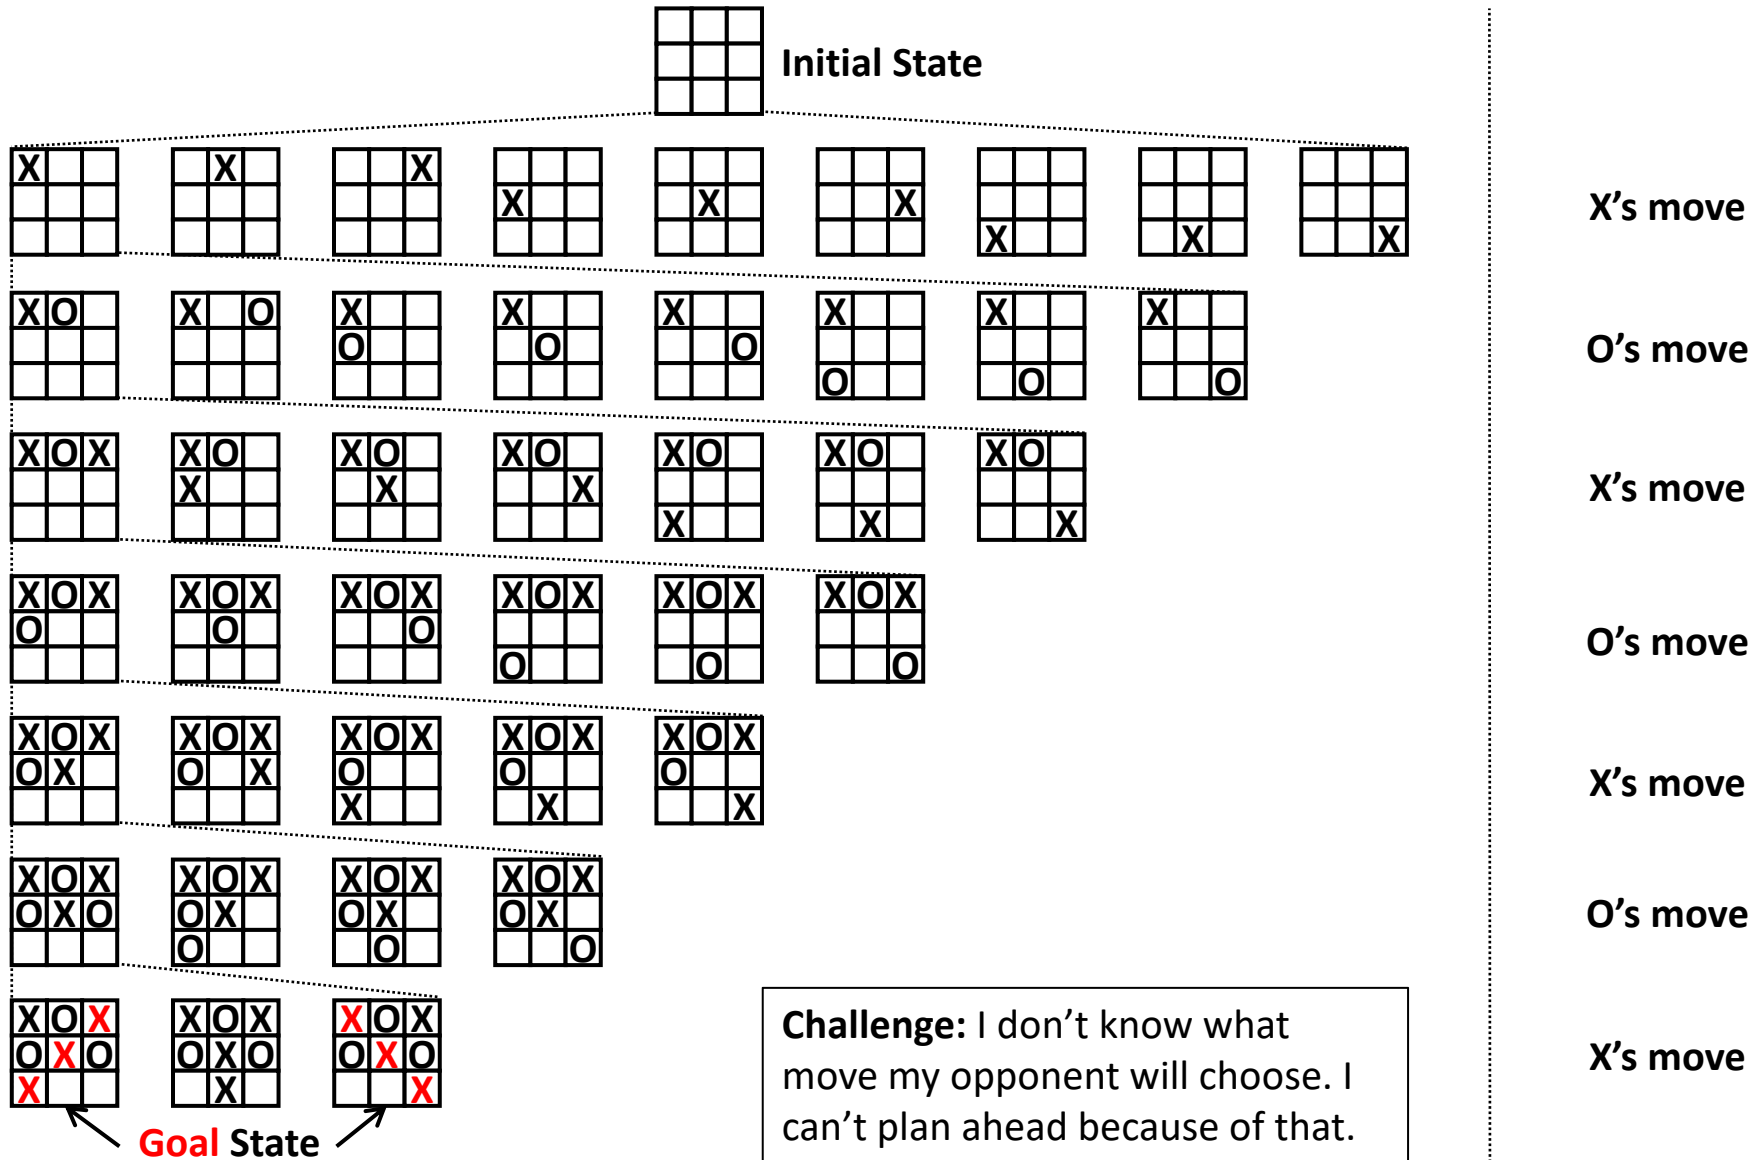 Initial State
X X X X X X X X X X's move
X O X O X O X O X O X O X O X O O's move
X O X X O X X O X X O X X O X X O X X O X X's move
X O X O X O X O X O X O X O X O X O X O X O X O X O O's move
X O X O X X O X O X X O X O X X O X O X X O X O X X's move
X O X X O X X O X X O X
O X O O X O X O X O's move
O O O
X O X X O X X O X
O X O O X O O X O X's move
X X X
Goal State
Challenge: I don't know what
move my opponent will choose. I
can't plan ahead because of that.